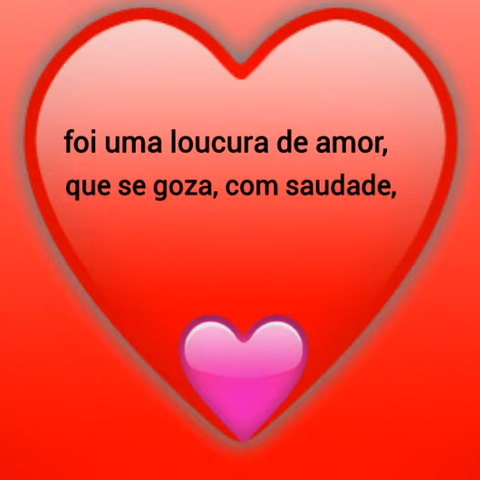 foi uma loucura de amor,
que se goza, com saudade,